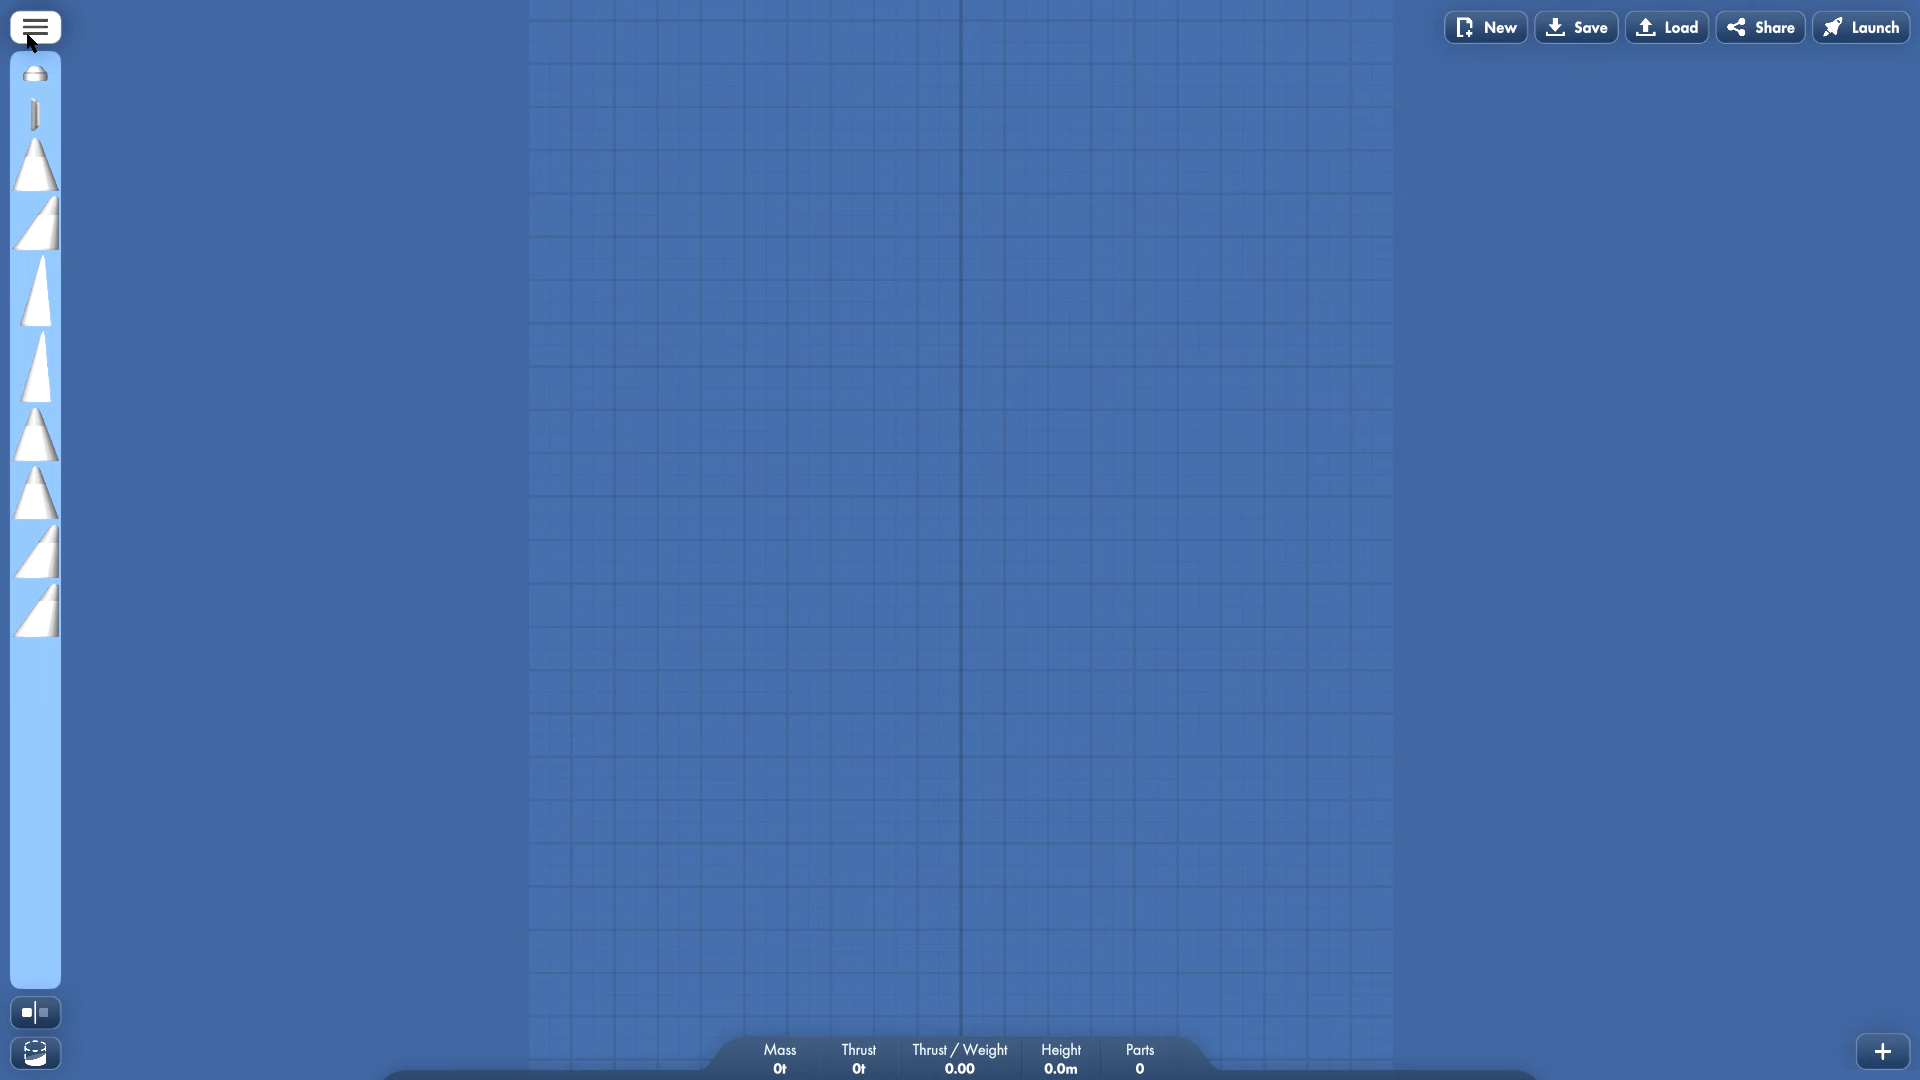 New Save Load Share Launch
Mass Thrust Thrust / Weight Height Parts
0t 0t 0.00 0.0m 0